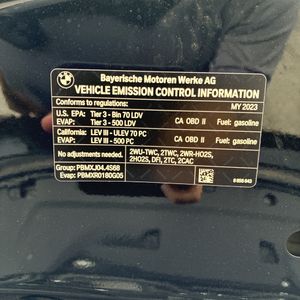 BMW
Bayerische Motoren Werke AG
VEHICLE EMISSION CONTROL INFORMATION
Conforms to regulations: MY 2023
U.S. EPA: Tier 3 - Bin 70 LDV CA OBD II Fuel: gasoline
EVAP: Tier 3 - 500 LDV
California: LEV III - ULEV 70 PC CA OBD II Fuel: gasoline
EVAP: LEV III - 500 PC
No adjustments needed. 2WU-TWC, 2TWC, 2WR-HO2S,
2HO2S, DFI, 2TC, 2CAC
Group: PBMXJ04.4S68
Evap: PBMXR0180G05